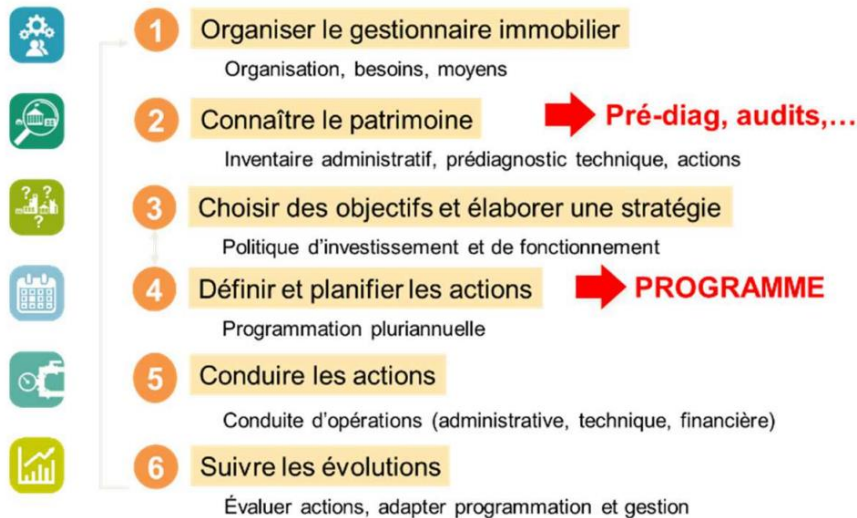 1 Organiser le gestionnaire immobilier
Organisation, besoins, moyens
2 Connaître le patrimoine Pré-diag, audits,...
Inventaire administratif, prédiagnostic technique, actions
3 Choisir des objectifs et élaborer une stratégie
Politique d'investissement et de fonctionnement
4 Définir et planifier les actions PROGRAMME
Programmation pluriannuelle
5 Conduire les actions
Conduite d'opérations (administrative, technique, financière)
6 Suivre les évolutions
Évaluer actions, adapter programmation et gestion
? ? ?